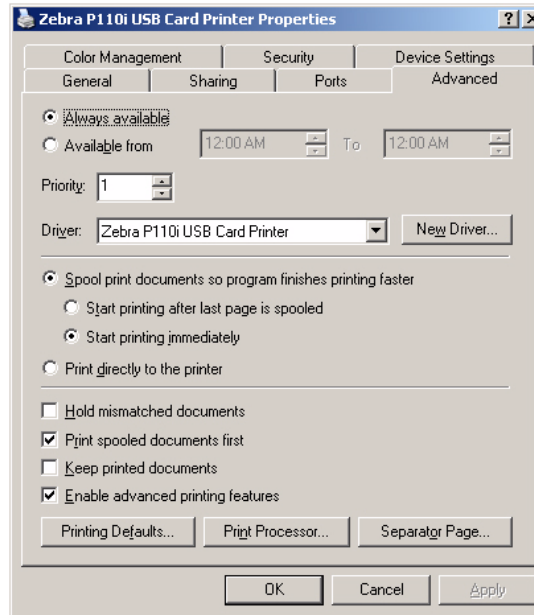 Zebra P110i USB Card Printer Properties
Color Management Security Device Settings
General Sharing Ports Advanced
Always available
Available from 12:00 AM To 12:00 AM
Priority: 1
Driver: Zebra P110i USB Card Printer New Driver...
Spool print documents so program finishes printing faster
Start printing after last page is spooled
Start printing immediately
Print directly to the printer
Hold mismatched documents
Print spooled documents first
Keep printed documents
Enable advanced printing features
Printing Defaults... Print Processor... Separator Page...
OK Cancel Apply